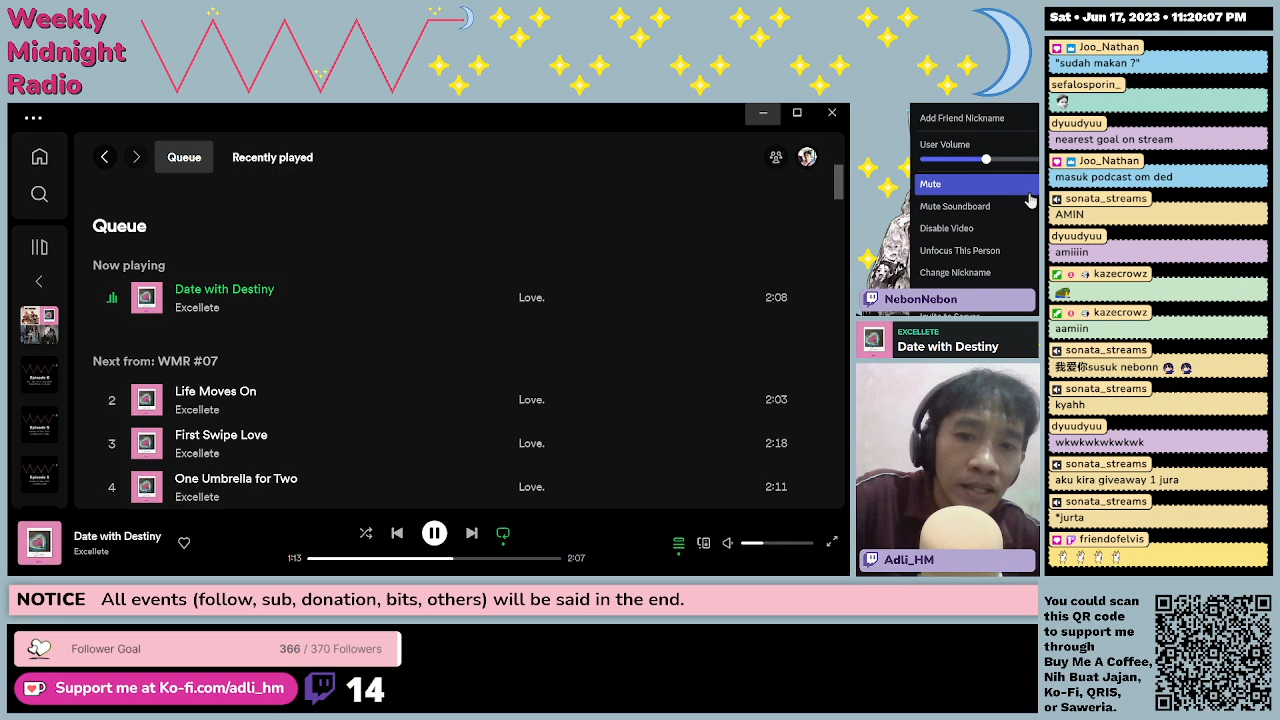 Weekly
Midnight
Radio
Sat • Jun 17, 2023 • 11:20:07 PM
Queue
Recently played
Queue
Now playing
Date with Destiny
Excellete
Love.
2:08
Next from: WMR #07
2
Life Moves On
Excellete
Love.
2:03
3
First Swipe Love
Excellete
Love.
2:18
4
One Umbrella for Two
Excellete
Love.
2:11
Date with Destiny
Excellete
1:13
2:07
Add Friend Nickname
User Volume
Mute
Mute Soundboard
Disable Video
Unfocus This Person
Change Nickname
NebonNebon
EXCELLETE
Date with Destiny
Adli_HM
Joo_Nathan
"sudah makan ?"
sefalosporin_
dyuudyuu
nearest goal on stream
Joo_Nathan
masuk podcast om ded
sonata_streams
AMIN
dyuudyuu
amiiiin
kazecrowz
kazecrowz
aamiin
sonata_streams
我爱你susuk nebonn
sonata_streams
kyahh
dyuudyuu
wkwkwkwkwkwk
sonata_streams
aku kira giveaway 1 jura
sonata_streams
*jurta
friendofelvis
NOTICE All events (follow, sub, donation, bits, others) will be said in the end.
Follower Goal
366 / 370 Followers
Support me at Ko-fi.com/adli_hm
14
You could scan
this QR code
to support me
through
Buy Me A Coffee,
Nih Buat Jajan,
Ko-Fi, QRIS,
or Saweria.